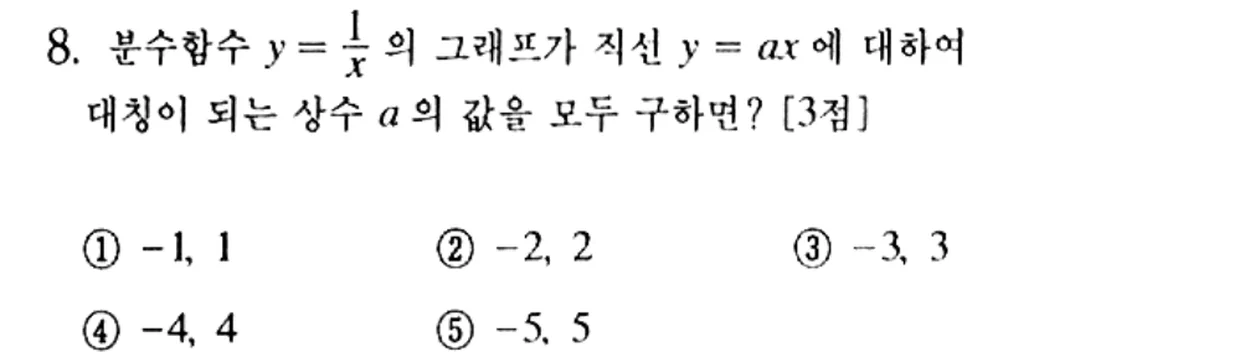 8. 분수함수 y = 1/x 의 그래프가 직선 y = ax 에 대하여
대칭이 되는 상수 a 의 값을 모두 구하면? [3점]
① -1, 1 ② -2, 2 ③ -3, 3
④ -4, 4 ⑤ -5, 5